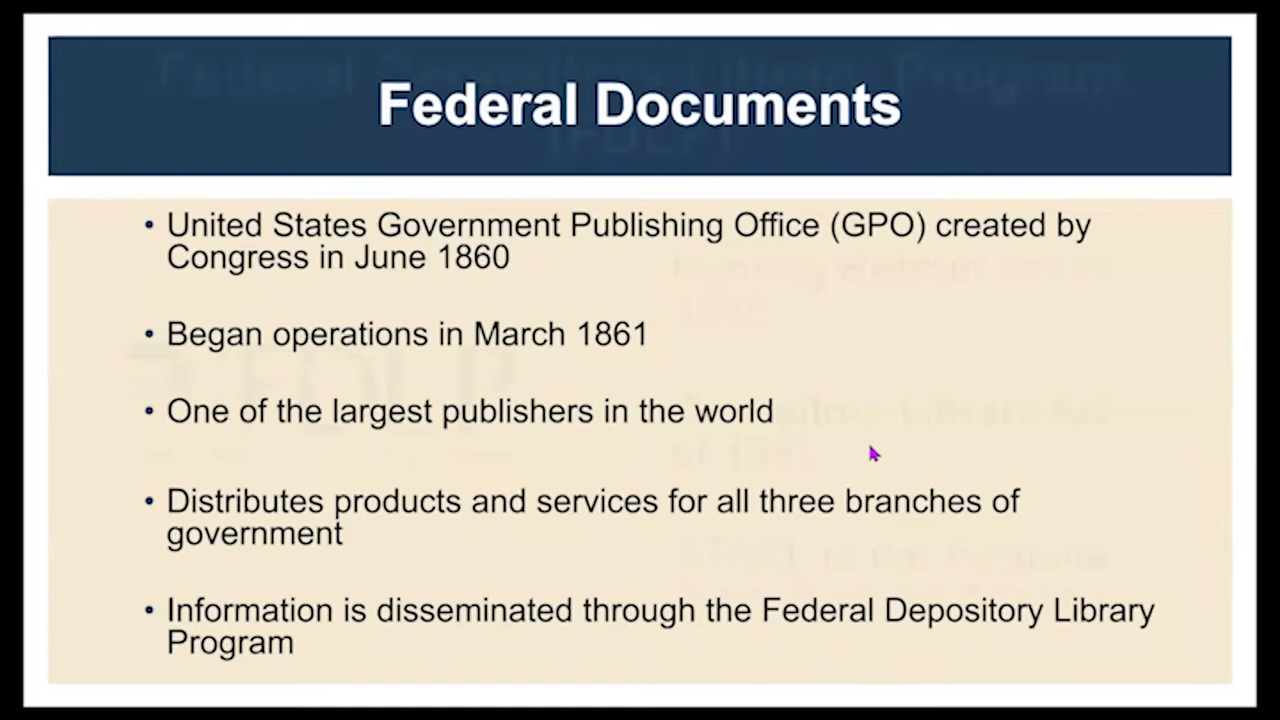 Federal Documents
• United States Government Publishing Office (GPO) created by
Congress in June 1860
• Began operations in March 1861
• One of the largest publishers in the world
• Distributes products and services for all three branches of
government
• Information is disseminated through the Federal Depository Library
Program